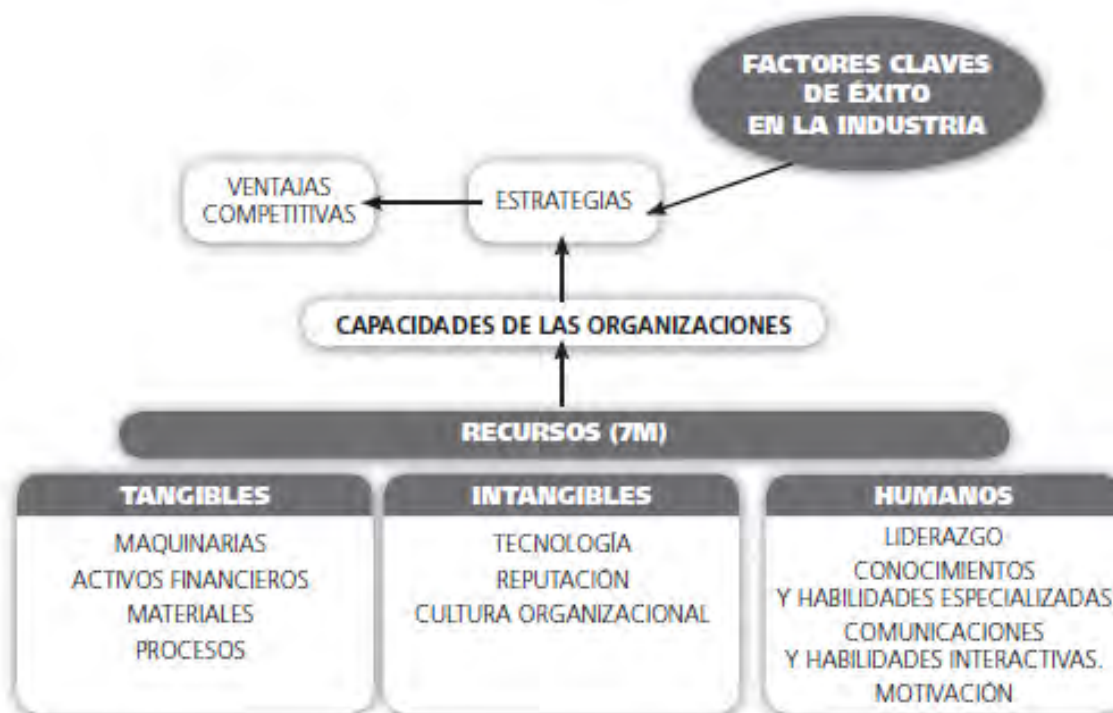 FACTORES CLAVES
DE ÉXITO
EN LA INDUSTRIA
VENTAJAS
COMPETITIVAS
ESTRATEGIAS
CAPACIDADES DE LAS ORGANIZACIONES
RECURSOS (7M)
TANGIBLES
MAQUINARIAS
ACTIVOS FINANCIEROS
MATERIALES
PROCESOS
INTANGIBLES
TECNOLOGÍA
REPUTACIÓN
CULTURA ORGANIZACIONAL
HUMANOS
LIDERAZGO
CONOCIMIENTOS
Y HABILIDADES ESPECIALIZADAS
COMUNICACIONES
Y HABILIDADES INTERACTIVAS.
MOTIVACIÓN